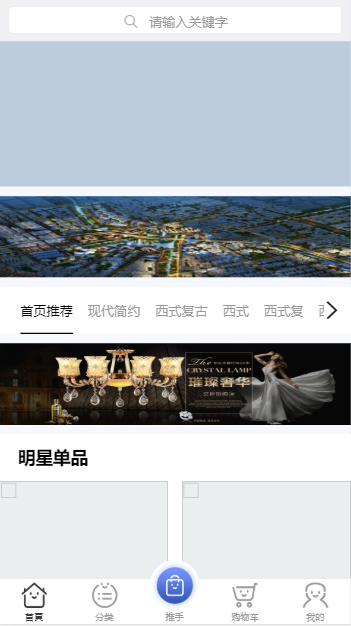 请输入关键字
首页推荐 现代简约 西式复古 西式 西式复
The
CRYSTAL LAMP
璀璨奢华
明星单品
首頁 分类 推手 购物车 我的